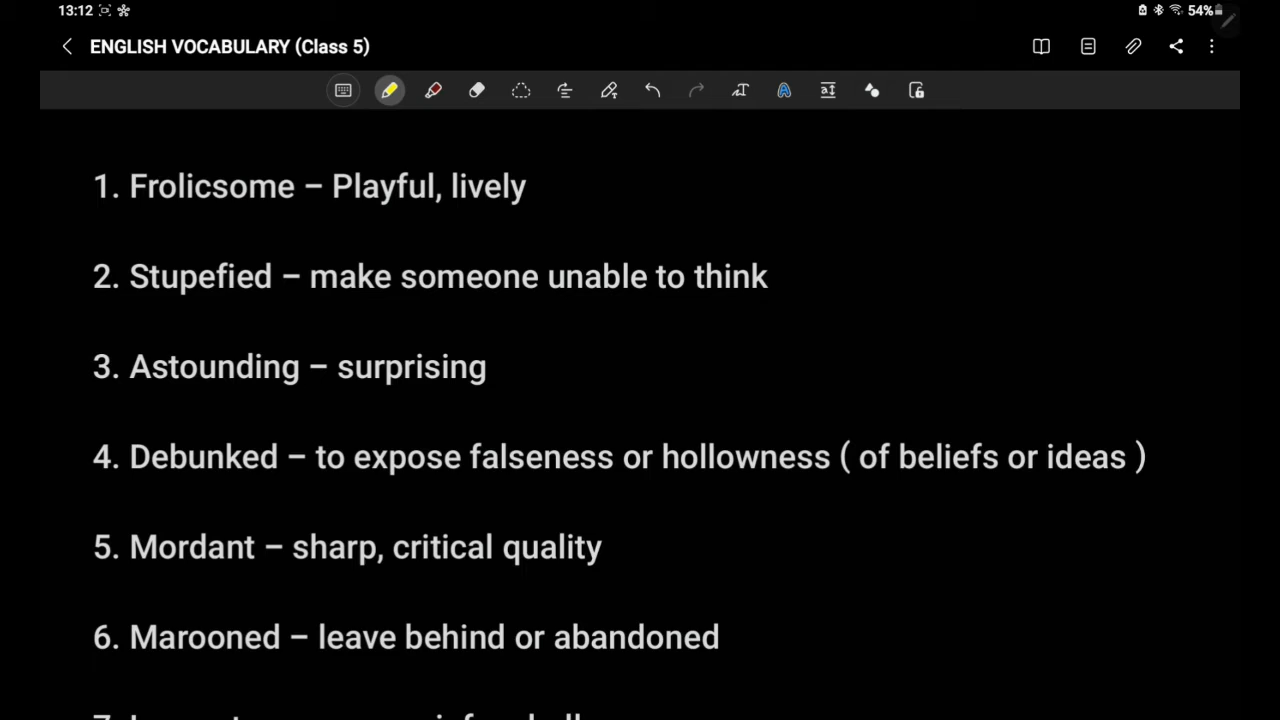 13:12 54%
ENGLISH VOCABULARY (Class 5)
1. Frolicsome – Playful, lively
2. Stupefied – make someone unable to think
3. Astounding – surprising
4. Debunked – to expose falseness or hollowness ( of beliefs or ideas )
5. Mordant – sharp, critical quality
6. Marooned – leave behind or abandoned
7.